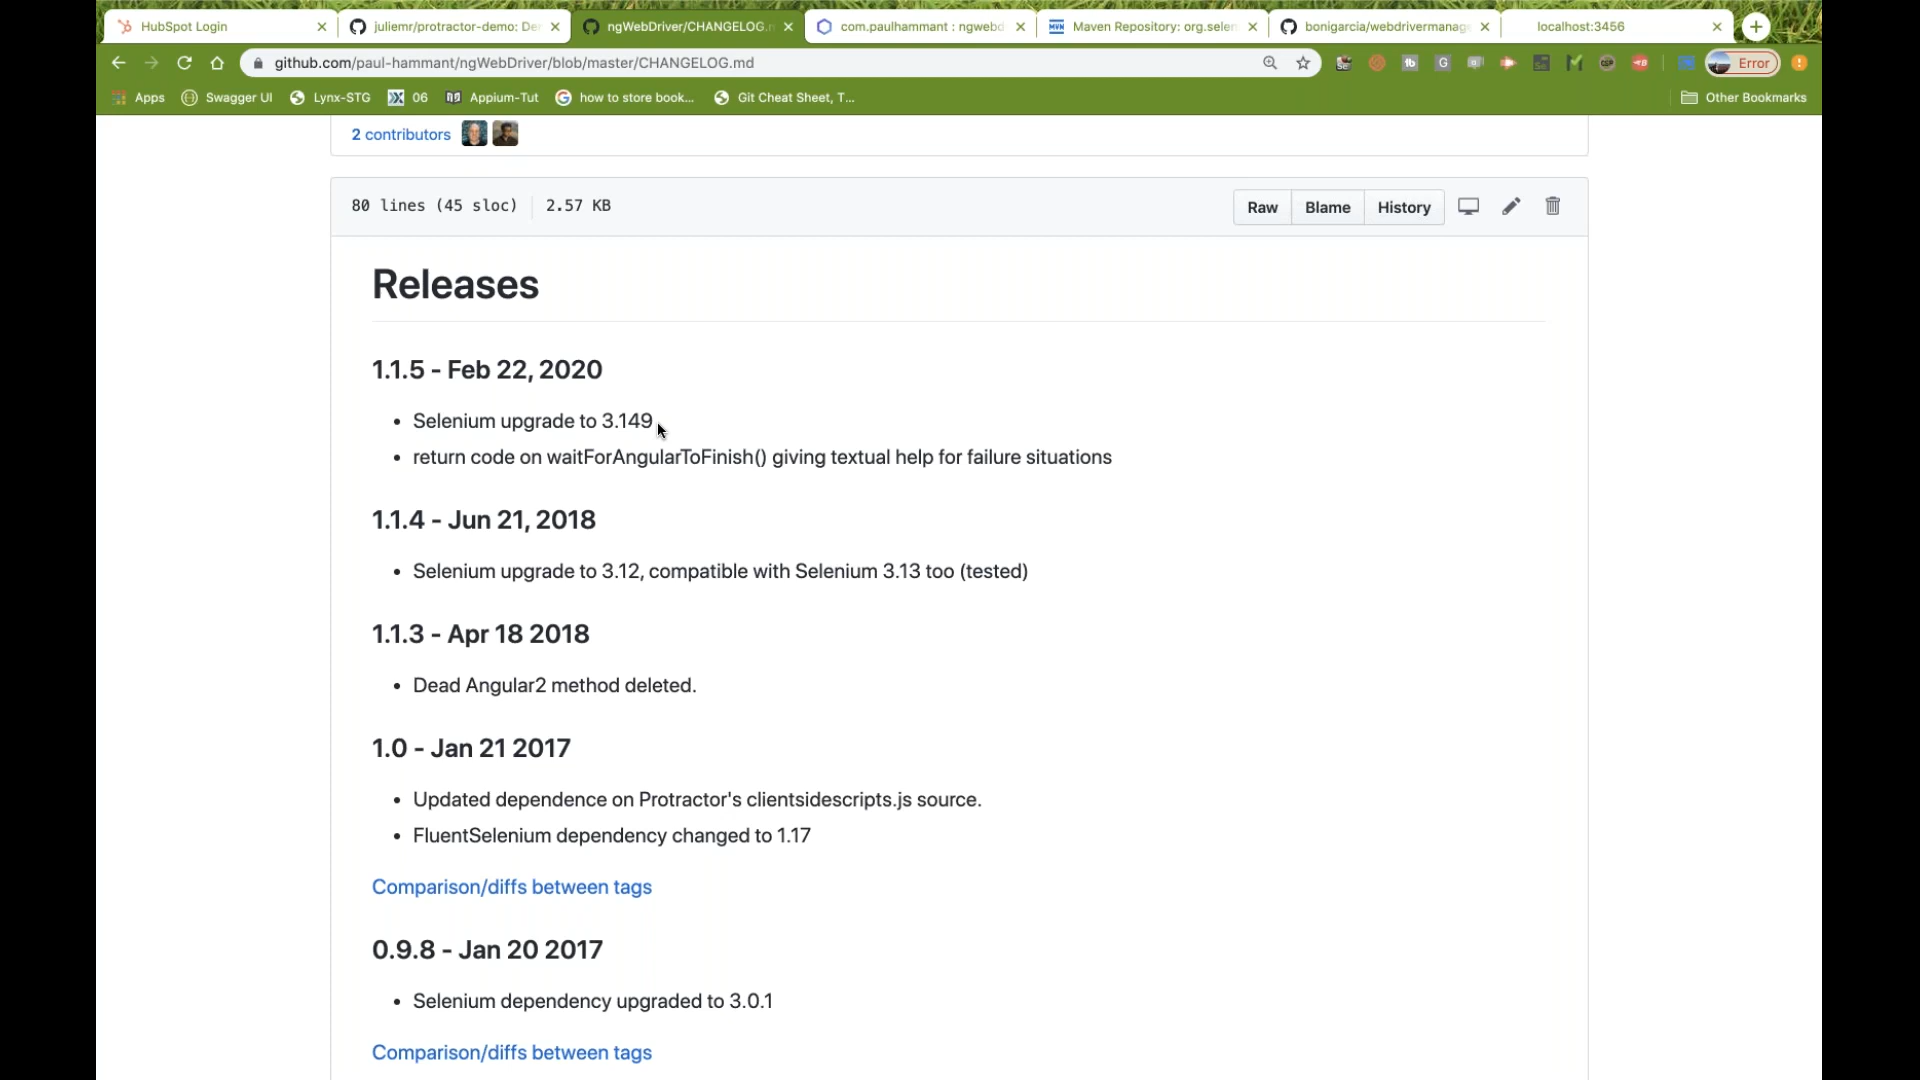 HubSpot Login
juliemr/protractor-demo: De
ngWebDriver/CHANGELOG.
com.paulhammant : ngwebd
Maven Repository: org.selen
bonigarcia/webdrivermanag
localhost:3456
github.com/paul-hammant/ngWebDriver/blob/master/CHANGELOG.md
Error
Apps
Swagger UI
Lynx-STG
06
Appium-Tut
how to store book...
Git Cheat Sheet, T...
Other Bookmarks
2 contributors
80 lines (45 sloc)
2.57 KB
Raw
Blame
History
Releases
1.1.5 - Feb 22, 2020
• Selenium upgrade to 3.149
• return code on waitForAngularToFinish() giving textual help for failure situations
1.1.4 - Jun 21, 2018
• Selenium upgrade to 3.12, compatible with Selenium 3.13 too (tested)
1.1.3 - Apr 18 2018
• Dead Angular2 method deleted.
1.0 - Jan 21 2017
• Updated dependence on Protractor's clientsidescripts.js source.
• FluentSelenium dependency changed to 1.17
Comparison/diffs between tags
0.9.8 - Jan 20 2017
• Selenium dependency upgraded to 3.0.1
Comparison/diffs between tags